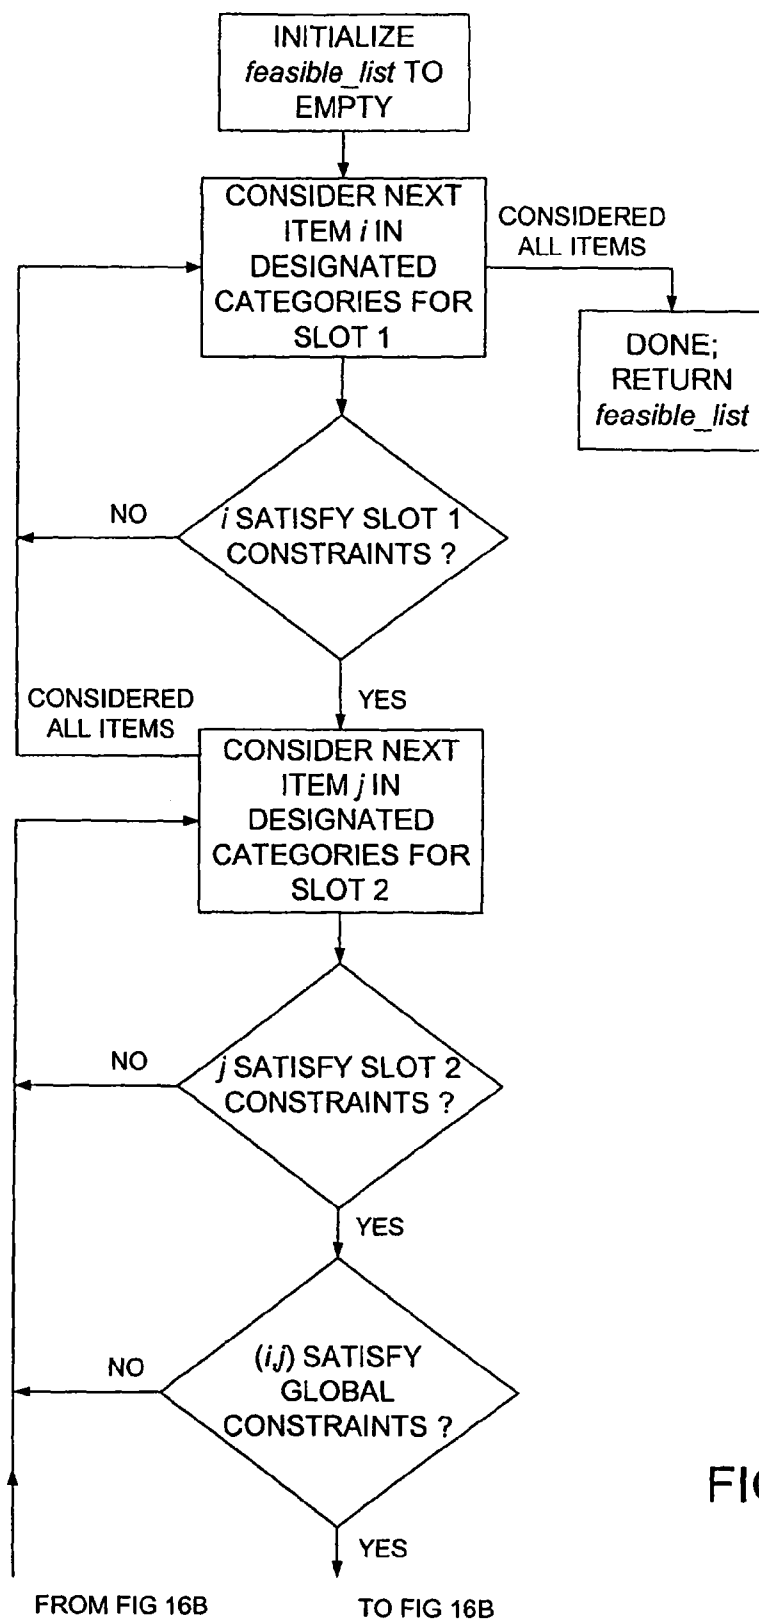 INITIALIZE
feasible_list TO
EMPTY
CONSIDER NEXT
ITEM i IN
DESIGNATED
CATEGORIES FOR
SLOT 1
CONSIDERED
ALL ITEMS
DONE;
RETURN
feasible_list
i SATISFY SLOT 1
CONSTRAINTS ?
NO
YES
CONSIDERED
ALL ITEMS
CONSIDER NEXT
ITEM j IN
DESIGNATED
CATEGORIES FOR
SLOT 2
j SATISFY SLOT 2
CONSTRAINTS ?
NO
YES
(i,j) SATISFY
GLOBAL
CONSTRAINTS ?
NO
YES
FROM FIG 16B
TO FIG 16B